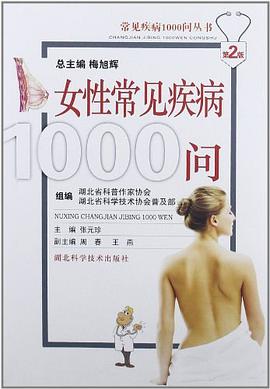 常见疾病1000问丛书
CHANGJIAN JIBING 1000WEN CONGSHU
第2版
总主编 梅旭辉
女性常见疾病
1000问
组编 湖北省科普作家协会
湖北省科学技术协会普及部
NUXING CHANGJIAN JIBING 1000 WEN
主 编 张元珍
副主编 周 春 王 燕
湖北科学技术出版社